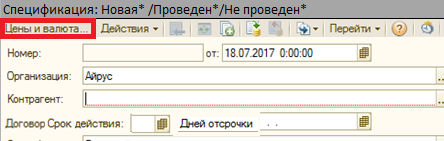 Спецификация: Новая* /Проведен*/Не проведен*
Цены и валюта... Действия Перейти
Номер: от: 18.07.2017 0:00:00
Организация: Айрус
Контрагент:
Договор Срок действия: Дней отсрочки . .